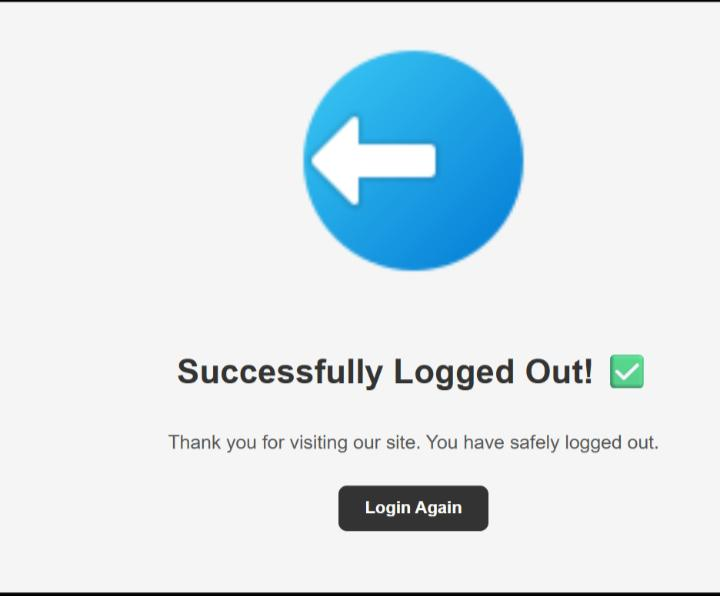 Successfully Logged Out! ✅
Thank you for visiting our site. You have safely logged out.
Login Again